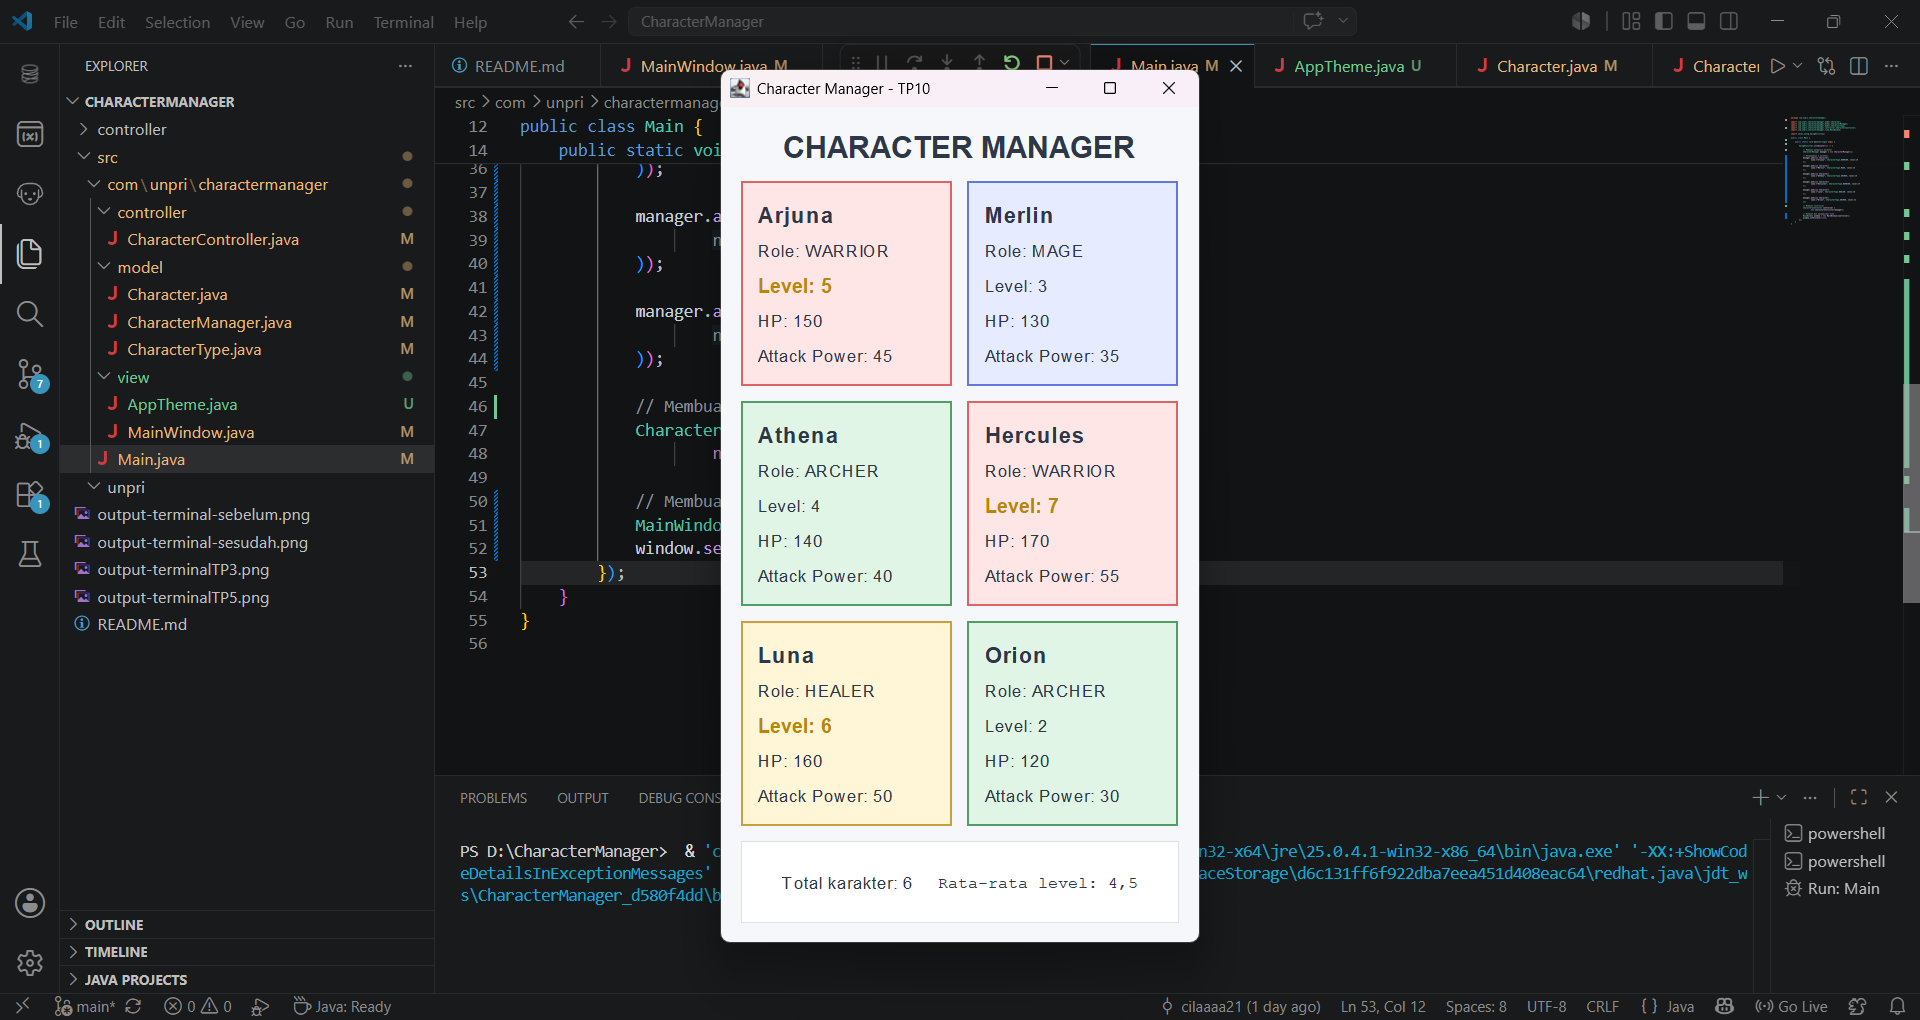 File Edit Selection View Go Run Terminal Help
CharacterManager
EXPLORER
CHARACTERMANAGER
controller
src
com\unpri\charactermanager
controller
CharacterController.java M
model
Character.java M
CharacterManager.java M
CharacterType.java M
view
AppTheme.java U
MainWindow.java M
Main.java M
unpri
output-terminal-sebelum.png
output-terminal-sesudah.png
output-terminalTP3.png
output-terminalTP5.png
README.md
OUTLINE
TIMELINE
JAVA PROJECTS
7
1
1
README.md
MainWindow.java M
Main.java M
AppTheme.java U
Character.java M
src > com > unpri >
12 public class Main {
14 public static
36 ));
37
38 manager.
39
40 ));
41
42 manager.
43
44 ));
45
46 //
47 Character
48
49
50 //
51
52
53 });
54 }
55 }
56
Character Manager - TP10
CHARACTER MANAGER
Arjuna
Role: WARRIOR
Level: 5
HP: 150
Attack Power: 45
Merlin
Role: MAGE
Level: 3
HP: 130
Attack Power: 35
Athena
Role: ARCHER
Level: 4
HP: 140
Attack Power: 40
Hercules
Role: WARRIOR
Level: 7
HP: 170
Attack Power: 55
Luna
Role: HEALER
Level: 6
HP: 160
Attack Power: 50
Orion
Role: ARCHER
Level: 2
HP: 120
Attack Power: 30
Total karakter: 6 Rata-rata level: 4,5
PROBLEMS OUTPUT DEBUG
PS D:\CharacterManager> & 'c n32-x64\jre\25.0.4.1-win32-x86_64\bin\java.exe' '-XX:+ShowCod
eDetailsInExceptionMessages' aceStorage\d6c131ff6f922dba7eea451d408eac64\redhat.java\jdt_w
s\CharacterManager_d580f4dd\b
powershell
powershell
Run: Main
main* 0 0 Java: Ready
cilaaaa21 (1 day ago) Ln 53, Col 12 Spaces: 8 UTF-8 CRLF { } Java Go Live